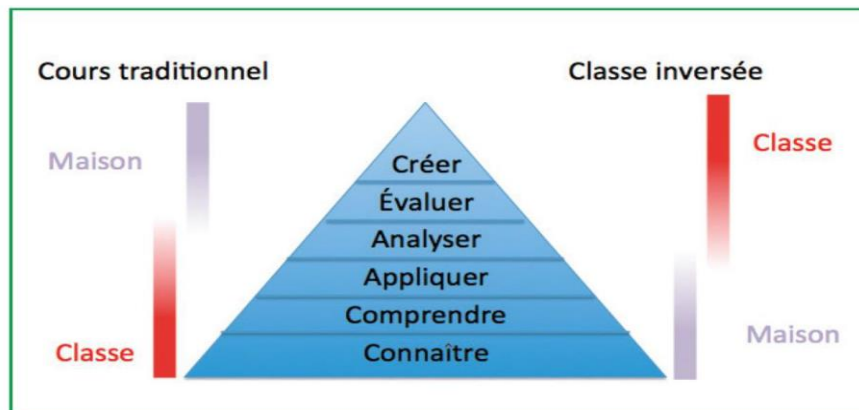 Cours traditionnel
Classe inversée
Maison
Classe
Créer
Évaluer
Analyser
Appliquer
Comprendre
Connaître
Classe
Maison